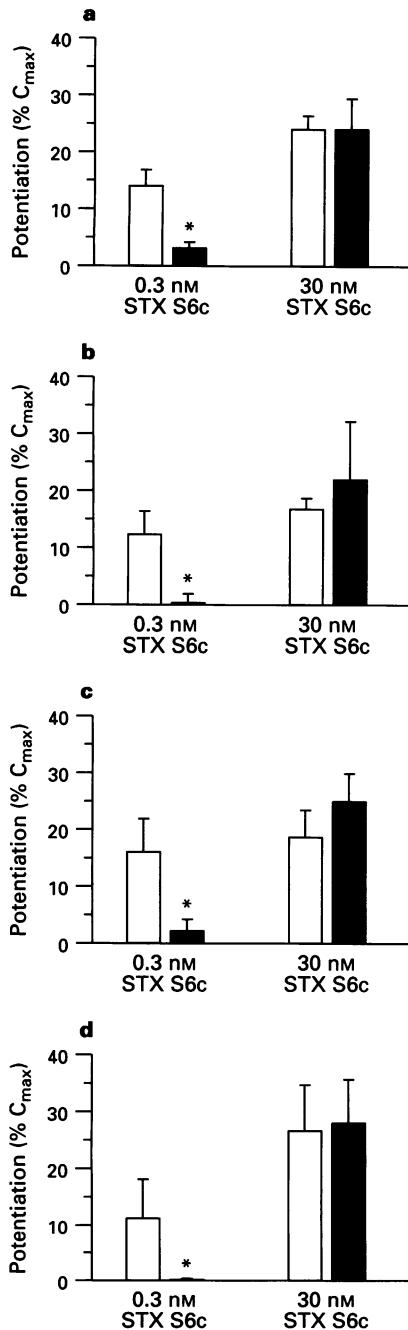 a
Potentiation (% Cmax)
40
30
20
10
0
*
0.3 nM
STX S6c
30 nM
STX S6c
b
Potentiation (% Cmax)
40
30
20
10
0
*
0.3 nM
STX S6c
30 nM
STX S6c
c
Potentiation (% Cmax)
40
30
20
10
0
*
0.3 nM
STX S6c
30 nM
STX S6c
d
Potentiation (% Cmax)
40
30
20
10
0
*
0.3 nM
STX S6c
30 nM
STX S6c